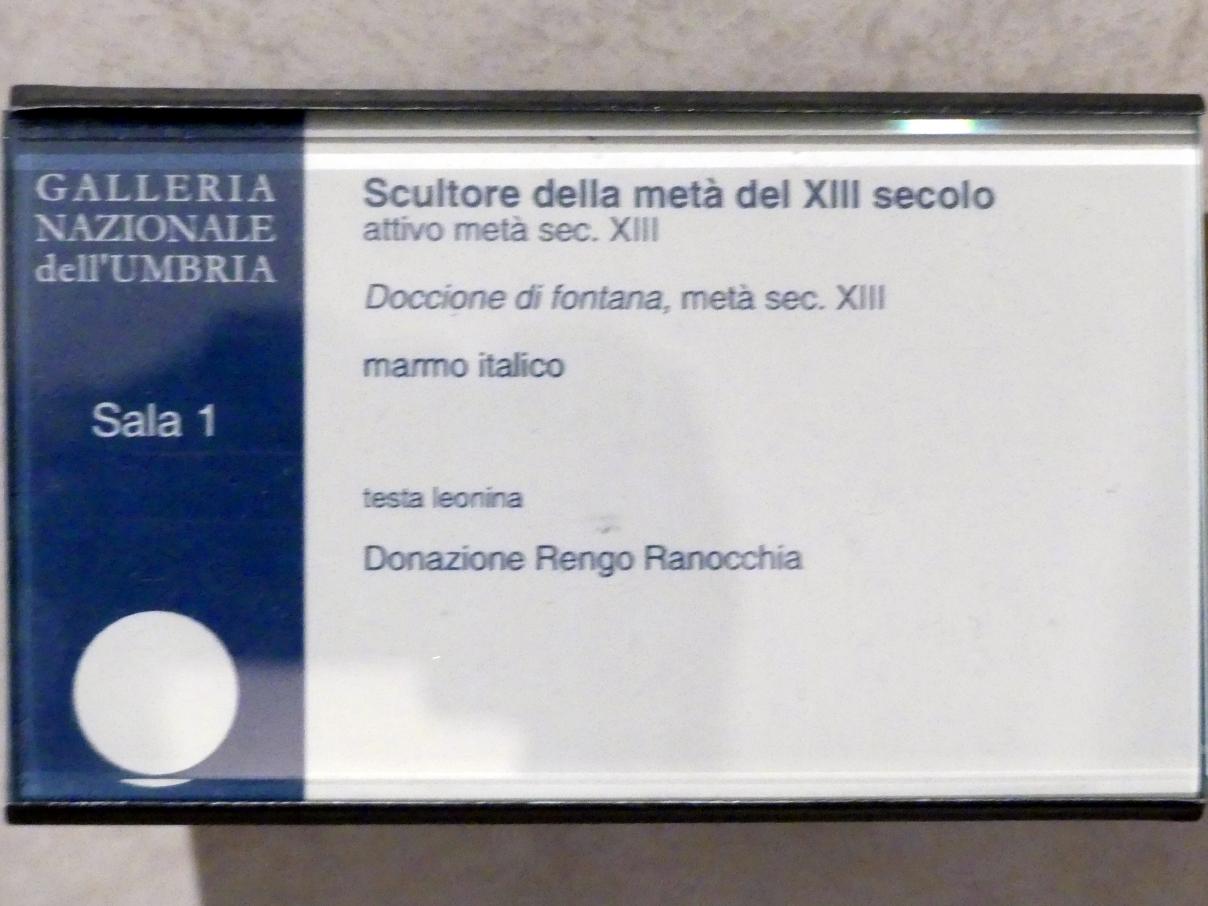 GALLERIA
NAZIONALE
dell'UMBRIA
Sala 1
Scultore della metà del XIII secolo
attivo metà sec. XIII
Doccione di fontana, metà sec. XIII
marmo italico
testa leonina
Donazione Rengo Ranocchia